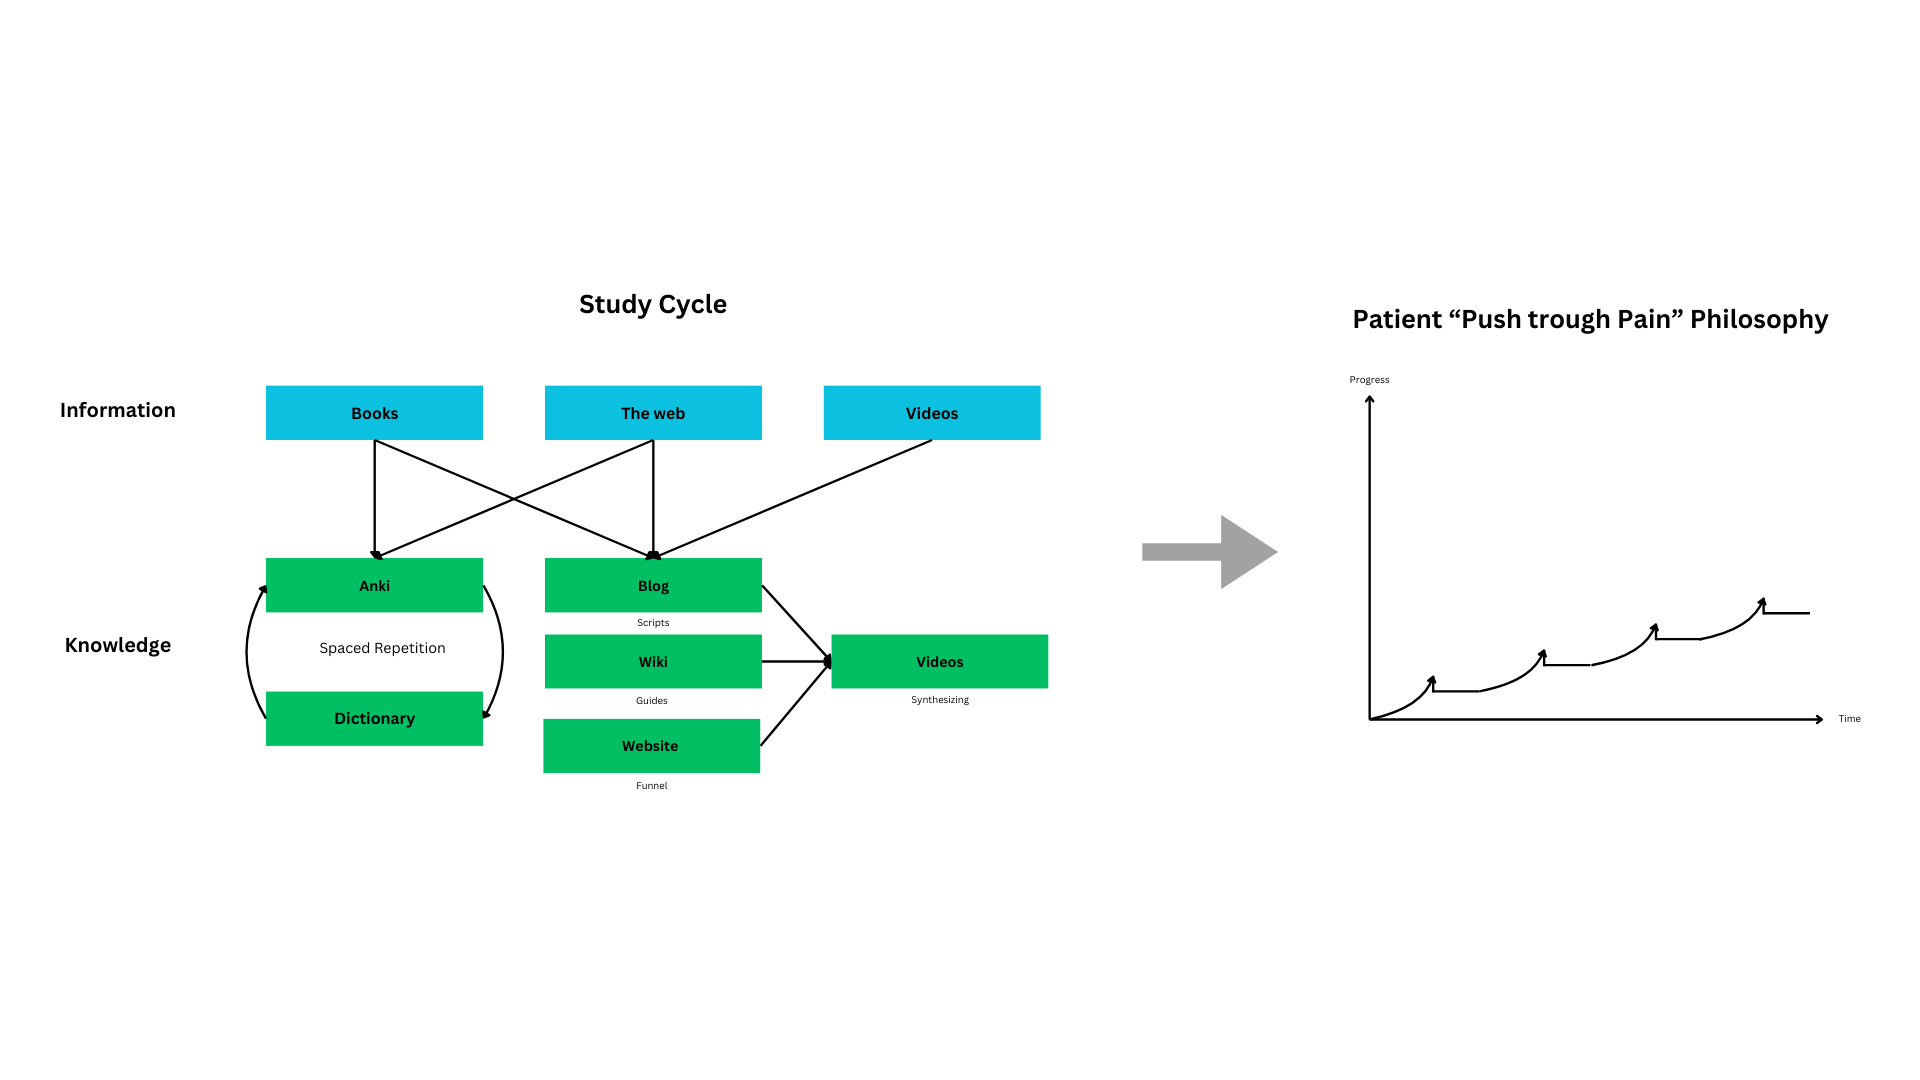 Study Cycle
Patient “Push trough Pain” Philosophy
Information
Books
The web
Videos
Progress
Knowledge
Anki
Spaced Repetition
Dictionary
Blog
Scripts
Wiki
Guides
Website
Funnel
Videos
Synthesizing
Time